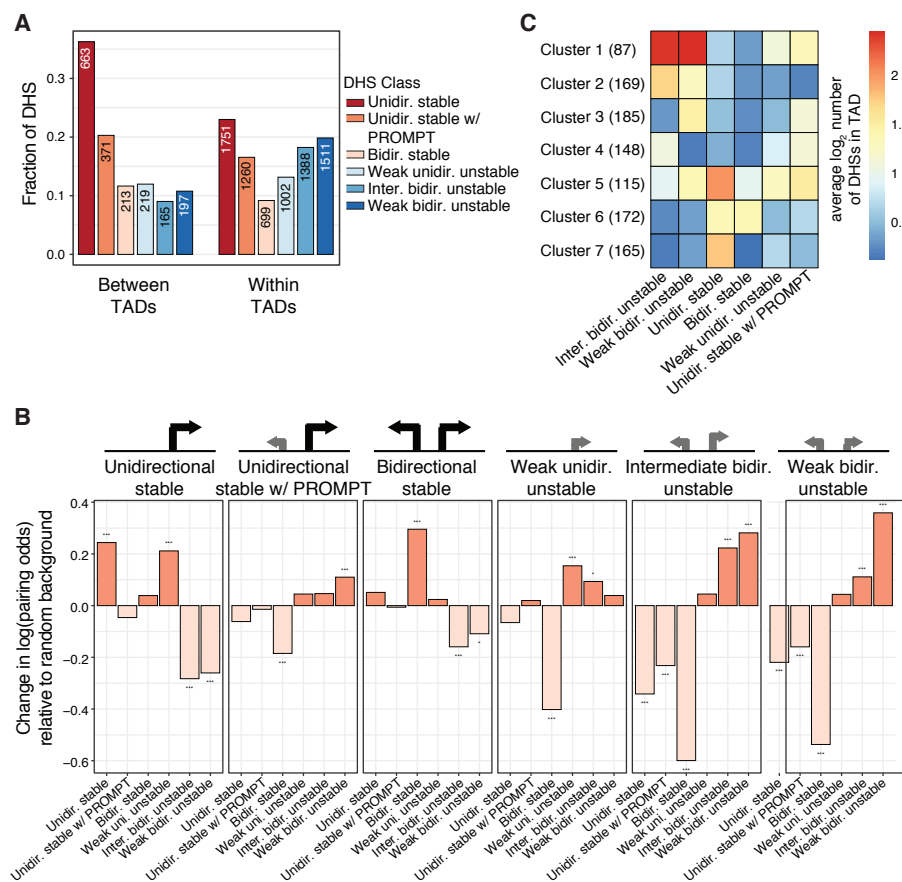 A
Fraction of DHS
0.3
0.2
0.1
0.0
663
371
213
219
165
197
1751
1260
699
1002
1388
1511
Between
TADs
Within
TADs
DHS Class
Unidir. stable
Unidir. stable w/
PROMPT
Bidir. stable
Weak unidir. unstable
Inter. bidir. unstable
Weak bidir. unstable
C
Cluster 1 (87)
Cluster 2 (169)
Cluster 3 (185)
Cluster 4 (148)
Cluster 5 (115)
Cluster 6 (172)
Cluster 7 (165)
Inter. bidir. unstable
Weak bidir. unstable
Unidir. stable
Bidir. stable
Weak unidir. unstable
Unidir. stable w/ PROMPT
average log2 number
of DHSs in TAD
2
1.
1
0.
B
Unidirectional
stable
Unidirectional
stable w/ PROMPT
Bidirectional
stable
Weak unidir.
unstable
Intermediate bidir.
unstable
Weak bidir.
unstable
Change in log(pairing odds)
relative to random background
0.4
0.2
0.0
−0.2
−0.4
−0.6
Unidir. stable
Unidir. stable w/ PROMPT
Bidir. stable
Weak uni. unstable
Inter. bidir. unstable
Weak bidir. unstable
Unidir. stable
Unidir. stable w/ PROMPT
Bidir. stable
Weak uni. unstable
Inter. bidir. unstable
Weak bidir. unstable
Unidir. stable
Unidir. stable w/ PROMPT
Bidir. stable
Weak uni. unstable
Inter. bidir. unstable
Weak bidir. unstable
Unidir. stable
Unidir. stable w/ PROMPT
Bidir. stable
Weak uni. unstable
Inter. bidir. unstable
Weak bidir. unstable
Unidir. stable
Unidir. stable w/ PROMPT
Bidir. stable
Weak uni. unstable
Inter. bidir. unstable
Weak bidir. unstable
Unidir. stable
Unidir. stable w/ PROMPT
Bidir. stable
Weak uni. unstable
Inter. bidir. unstable
Weak bidir. unstable